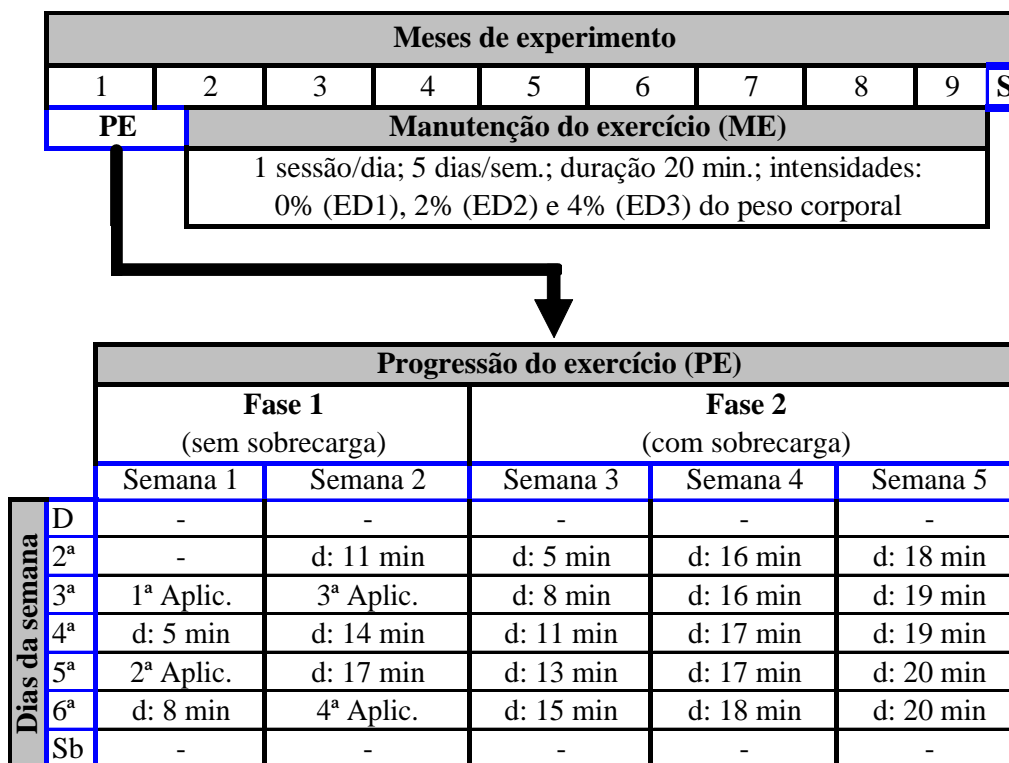 Meses de experimento
1 2 3 4 5 6 7 8 9 S
PE Manutenção do exercício (ME)
1 sessão/dia; 5 dias/sem.; duração 20 min.; intensidades:
0% (ED1), 2% (ED2) e 4% (ED3) do peso corporal
Progressão do exercício (PE)
Fase 1 Fase 2
(sem sobrecarga) (com sobrecarga)
Semana 1 Semana 2 Semana 3 Semana 4 Semana 5
Dias da semana
D - - - - -
2ª - d: 11 min d: 5 min d: 16 min d: 18 min
3ª 1ª Aplic. 3ª Aplic. d: 8 min d: 16 min d: 19 min
4ª d: 5 min d: 14 min d: 11 min d: 17 min d: 19 min
5ª 2ª Aplic. d: 17 min d: 13 min d: 17 min d: 20 min
6ª d: 8 min 4ª Aplic. d: 15 min d: 18 min d: 20 min
Sb - - - - -